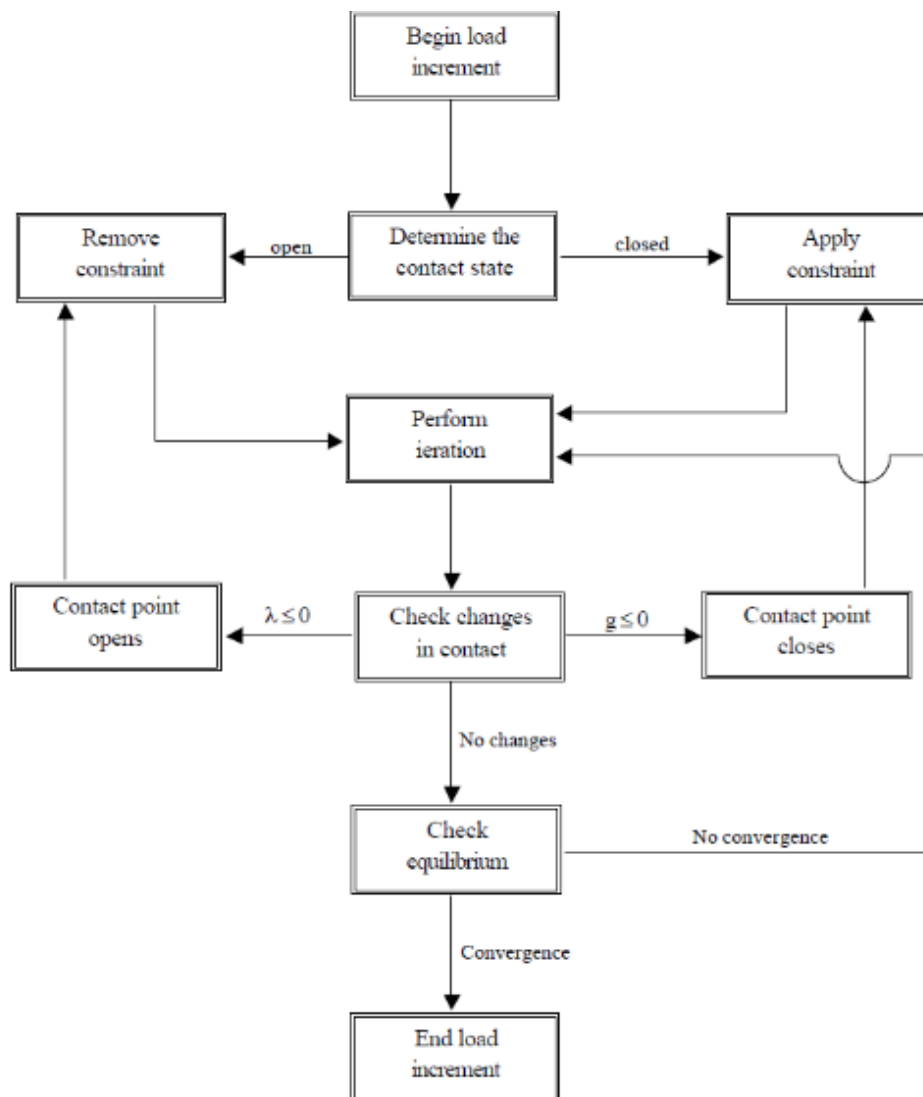 Begin load
increment
Remove
constraint
open
Determine the
contact state
closed
Apply
constraint
Perform
ieration
Contact point
opens
λ ≤ 0
Check changes
in contact
g ≤ 0
Contact point
closes
No changes
Check
equilibrium
No convergence
Convergence
End load
increment